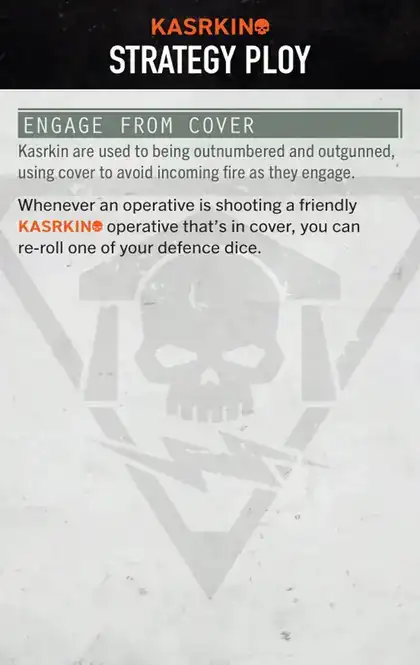 KASRKIN
STRATEGY PLOY
ENGAGE FROM COVER
Kasrkin are used to being outnumbered and outgunned,
using cover to avoid incoming fire as they engage.
Whenever an operative is shooting a friendly
KASRKIN operative that’s in cover, you can
re-roll one of your defence dice.